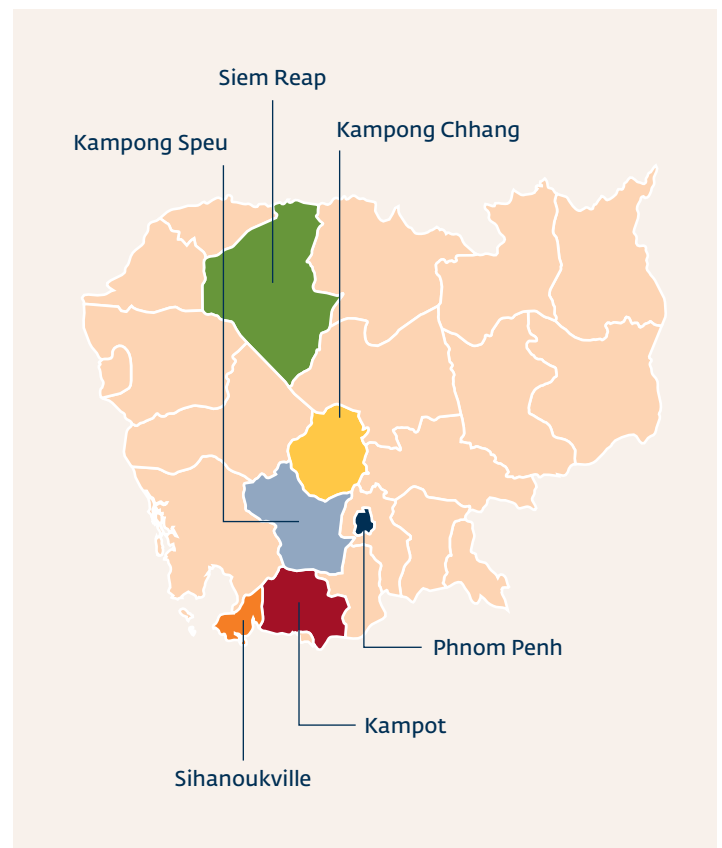 Siem Reap
Kampong Chhang
Kampong Speu
Phnom Penh
Kampot
Sihanoukville